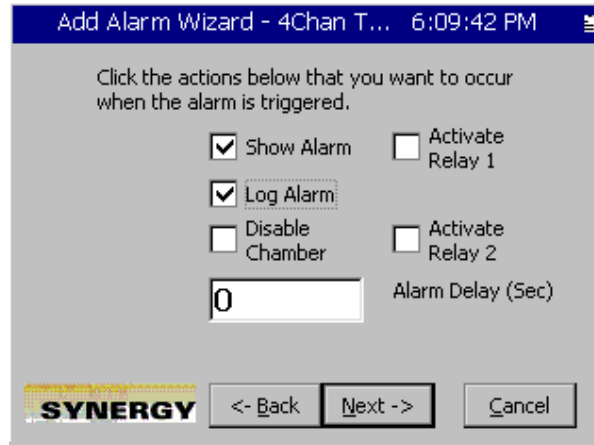 Add Alarm Wizard - 4Chan T... 6:09:42 PM
Click the actions below that you want to occur
when the alarm is triggered.
Show Alarm
Activate
Relay 1
Log Alarm
Disable
Chamber
Activate
Relay 2
0
Alarm Delay (Sec)
SYNERGY
<- Back
Next ->
Cancel